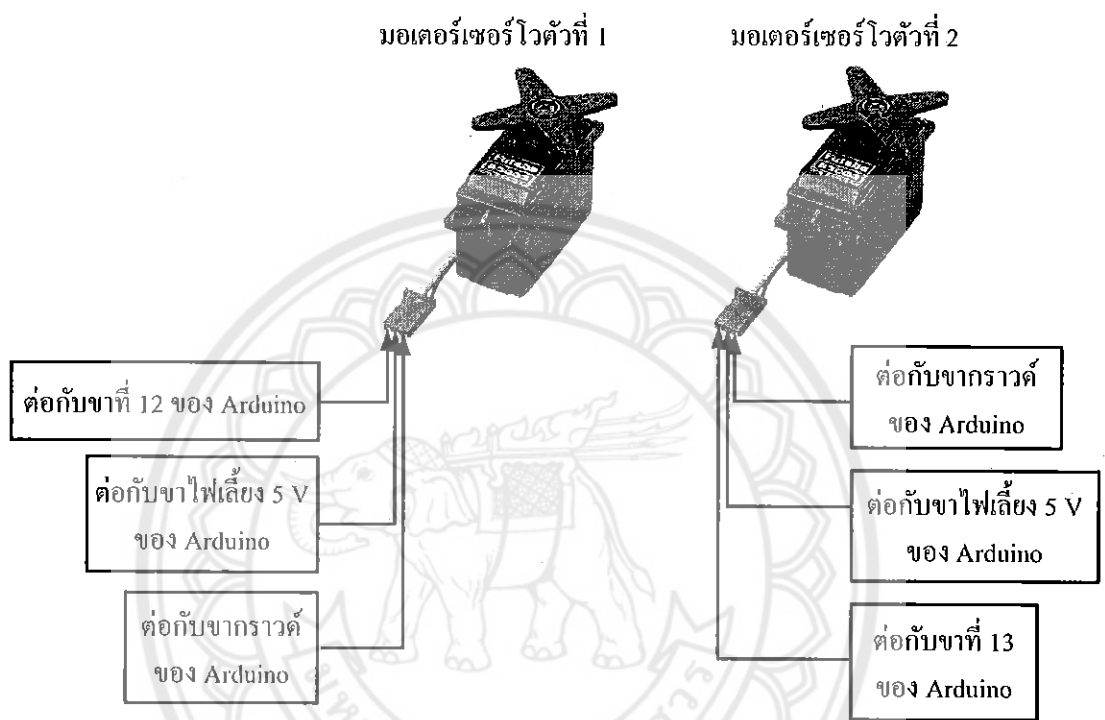 มอเตอร์เซอร์โวตัวที่ 1
มอเตอร์เซอร์โวตัวที่ 2
ต่อกับขาที่ 12 ของ Arduino
ต่อกับขาไฟเลี้ยง 5 V
ของ Arduino
ต่อกับขากราวด์
ของ Arduino
ต่อกับขากราวด์
ของ Arduino
ต่อกับขาไฟเลี้ยง 5 V
ของ Arduino
ต่อกับขาที่ 13
ของ Arduino